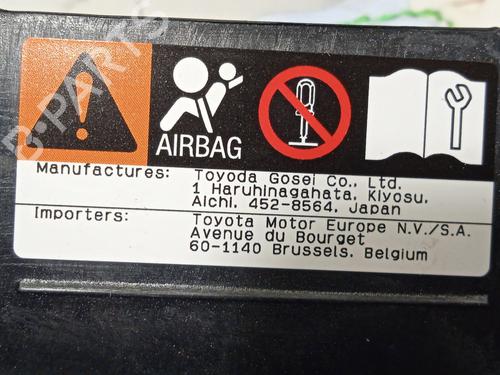 B-PARTS
AIRBAG
Manufactures: Toyoda Gosei Co., Ltd.
1 Haruhinagahata, Kiyosu,
Aichi, 452-8564, Japan
Importers: Toyota Motor Europe N.V./S.A.
Avenue du Bourget
60-1140 Brussels, Belgium